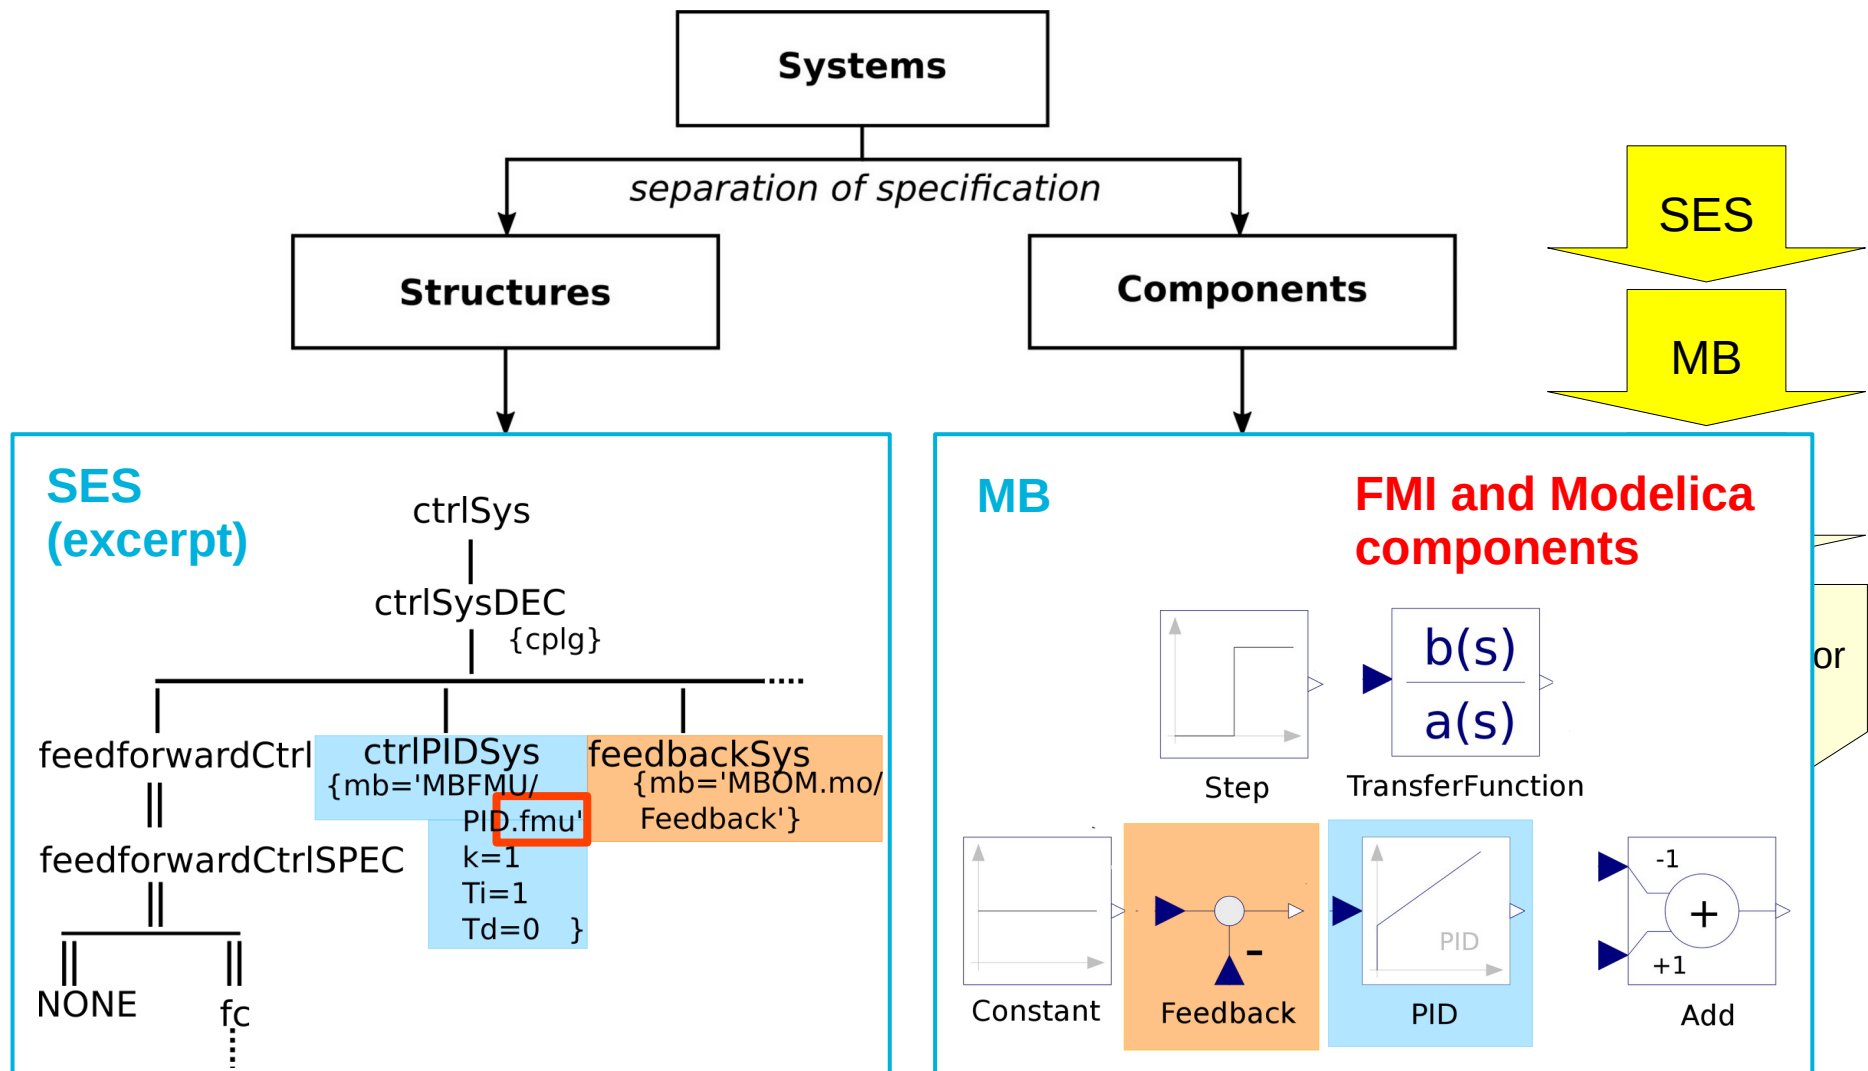 Systems
separation of specification
Structures
Components
SES
MB
SES
(excerpt)
ctrlSys
ctrlSysDEC
{cplg}
feedforwardCtrl
ctrlPIDSys
{mb='MBFMU/
PID.fmu'
k=1
Ti=1
Td=0 }
feedbackSys
{mb='MBOM.mo/
Feedback'}
feedforwardCtrlSPEC
NONE
fc
MB
FMI and Modelica
components
b(s)
a(s)
Step
TransferFunction
or
-
PID
-1
+
+1
Constant
Feedback
PID
Add